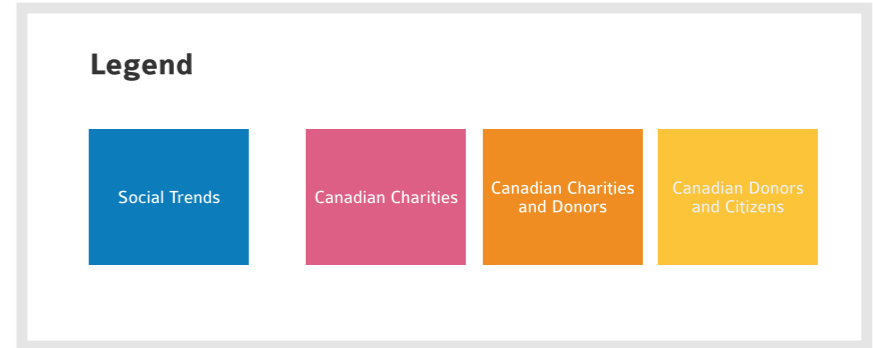 Legend
Social Trends
Canadian Charities
Canadian Charities
and Donors
Canadian Donors
and Citizens